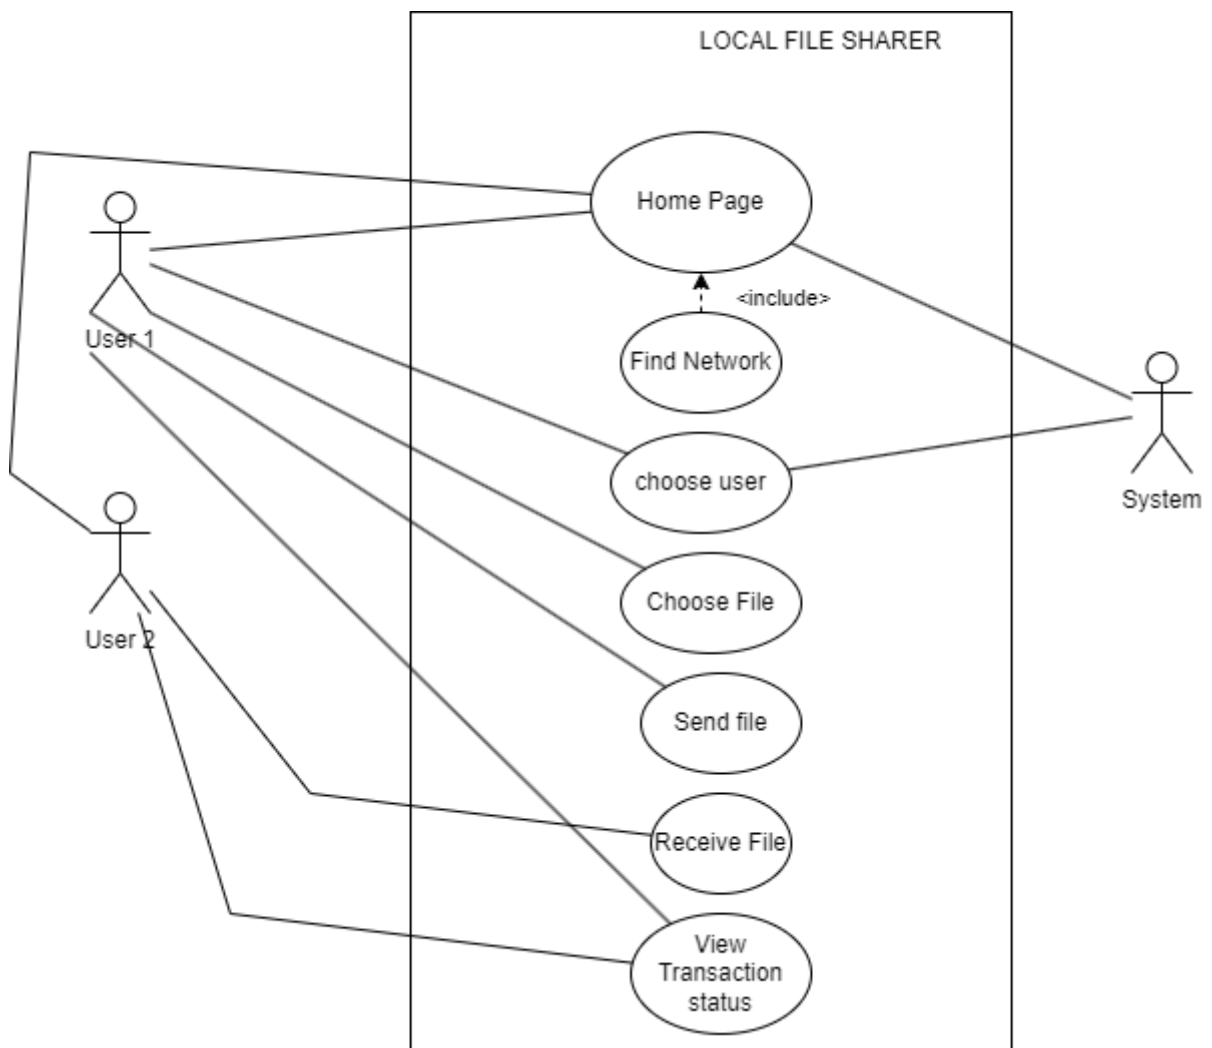 LOCAL FILE SHARER
Home Page
<include>
User 1
Find Network
choose user
System
Choose File
User 2
Send file
Receive File
View
Transaction
status